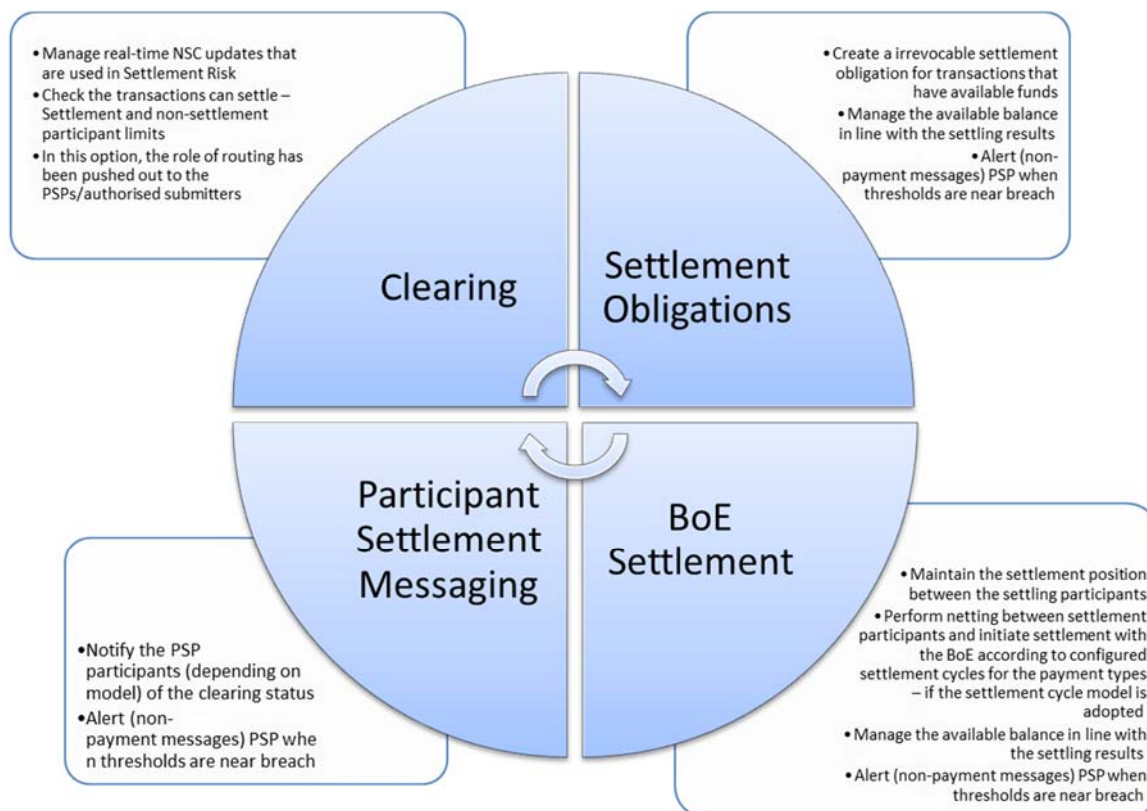 •Manage real-time NSC updates that
are used in Settlement Risk
•Check the transactions can settle –
Settlement and non-settlement
participant limits
•In this option, the role of routing has
been pushed out to the
PSPs/authorised submitters
•Create a irrevocable settlement
obligation for transactions that
have available funds
•Manage the available balance
in line with the settling results
•Alert (non-
payment messages) PSP when
thresholds are near breach
Clearing
Settlement
Obligations
Participant
Settlement
Messaging
BoE
Settlement
•Notify the PSP
participants (depending on
model) of the clearing status
•Alert (non-
payment messages) PSP whe
n thresholds are near breach
•Maintain the settlement position
between the settling participants
•Perform netting between settlement
participants and initiate settlement with
the BoE according to configured
settlement cycles for the payment types
– if the settlement cycle model is
adopted
•Manage the available balance in line with
the settling results
•Alert (non-payment messages) PSP when
thresholds are near breach